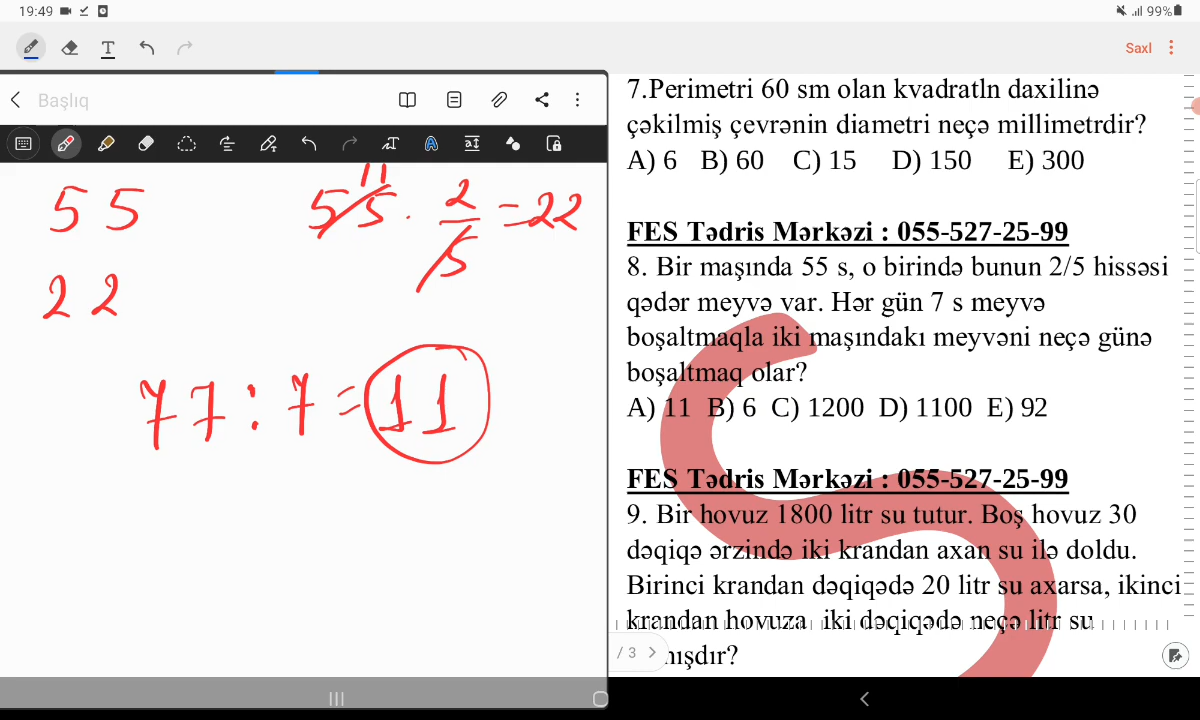 19:49
99%
Saxl
Başlıq
5 5
55 11 · 2/5 = 22
2 2
77 : 7 = 11
7.Perimetri 60 sm olan kvadratln daxilinə
çəkilmiş çevrənin diametri neçə millimetrdir?
A) 6 B) 60 C) 15 D) 150 E) 300
FES Tədris Mərkəzi : 055-527-25-99
8. Bir maşında 55 s, o birində bunun 2/5 hissəsi
qədər meyvə var. Hər gün 7 s meyvə
boşaltmaqla iki maşındakı meyvəni neçə günə
boşaltmaq olar?
A) 11 B) 6 C) 1200 D) 1100 E) 92
FES Tədris Mərkəzi : 055-527-25-99
9. Bir hovuz 1800 litr su tutur. Boş hovuz 30
dəqiqə ərzində iki krandan axan su ilə doldu.
Birinci krandan dəqiqədə 20 litr su axarsa, ikinci
krandan hovuza iki dəqiqədə neçə litr su
/ 3